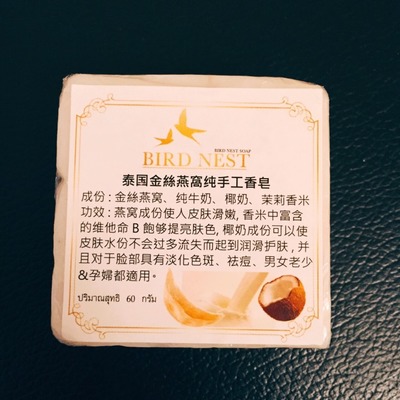 BIRD NEST SOAP
BIRD NEST
泰国金絲燕窩纯手工香皂
成份 : 金絲燕窝、纯牛奶、椰奶、茉莉香米
功效 : 燕窝成份使人皮肤滑嫩, 香米中富含
的维他命 B 能够提亮肤色, 椰奶成份可以使
皮肤水份不会过多流失而起到润滑护肤 , 并
且对于脸部具有淡化色斑、祛痘、男女老少
&孕婦都適用。
ปริมาณสุทธิ 60 กรัม